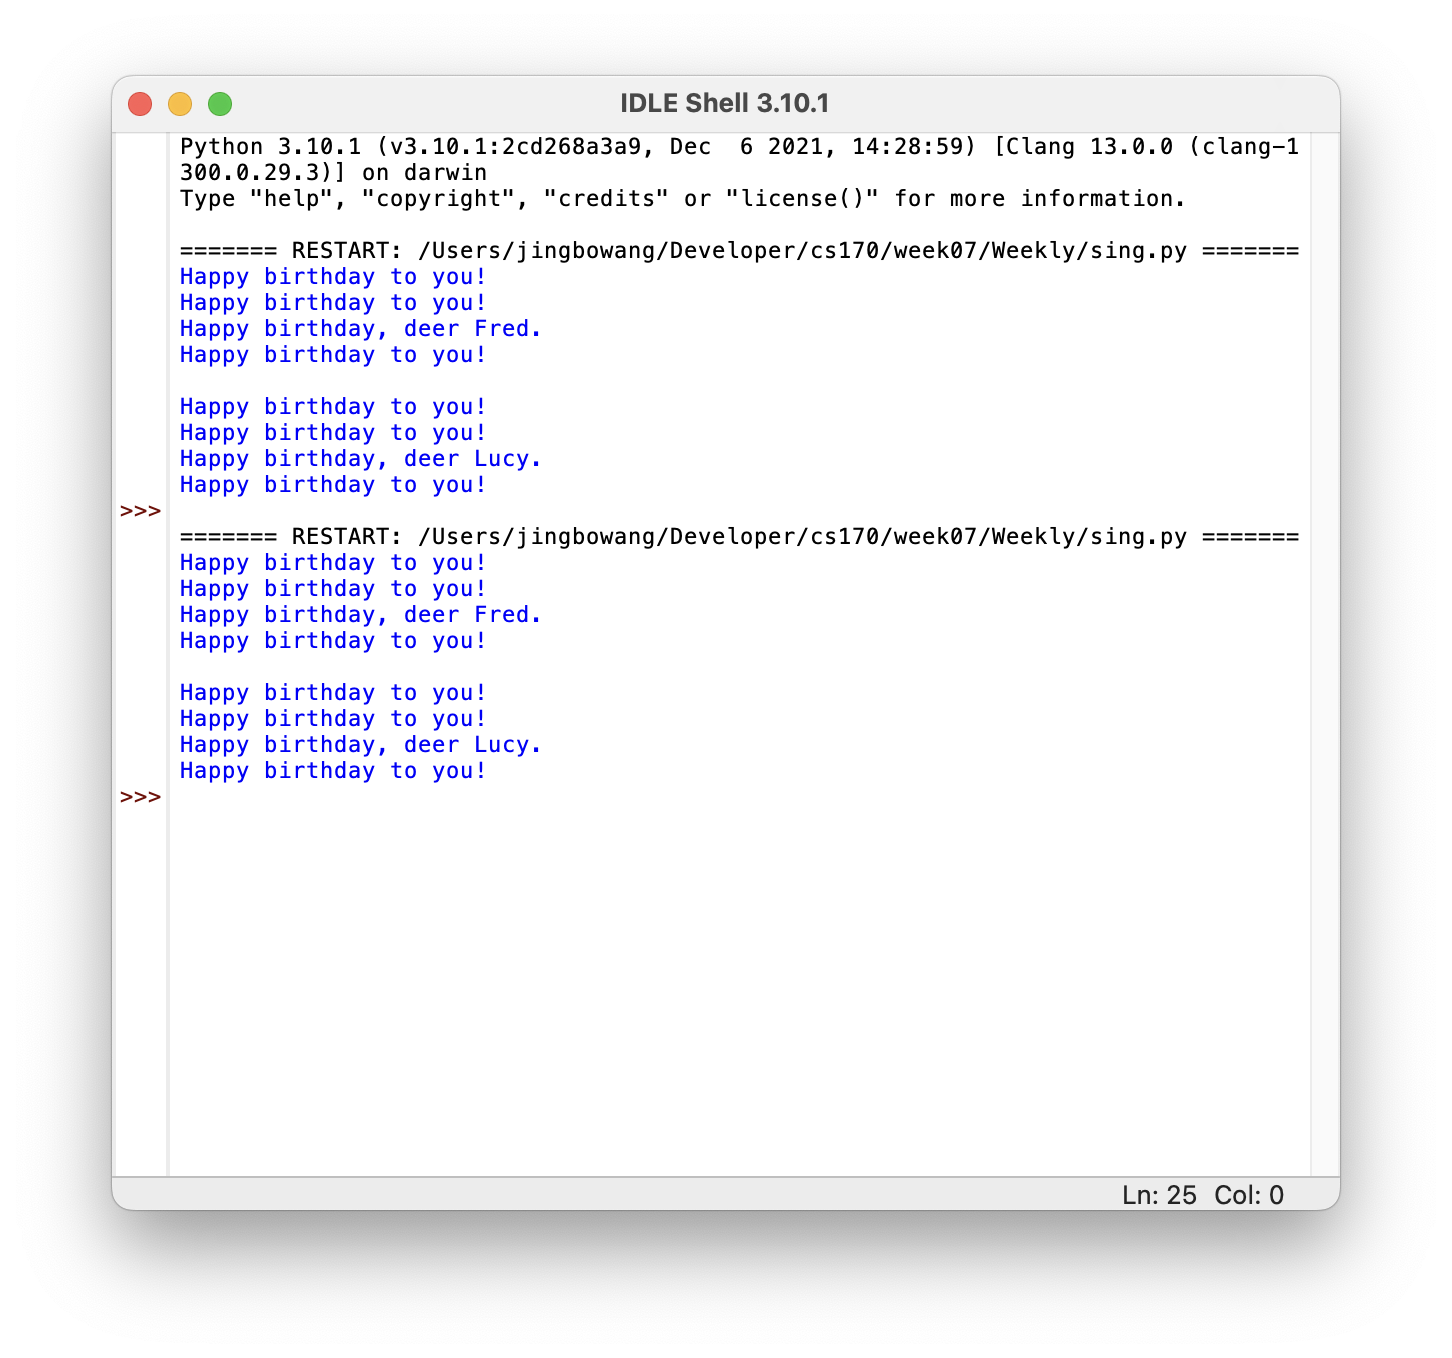 IDLE Shell 3.10.1
Python 3.10.1 (v3.10.1:2cd268a3a9, Dec  6 2021, 14:28:59) [Clang 13.0.0 (clang-1
300.0.29.3)] on darwin
Type "help", "copyright", "credits" or "license()" for more information.
======= RESTART: /Users/jingbowang/Developer/cs170/week07/Weekly/sing.py =======
Happy birthday to you!
Happy birthday to you!
Happy birthday, deer Fred.
Happy birthday to you!
Happy birthday to you!
Happy birthday to you!
Happy birthday, deer Lucy.
Happy birthday to you!
>>>
======= RESTART: /Users/jingbowang/Developer/cs170/week07/Weekly/sing.py =======
Happy birthday to you!
Happy birthday to you!
Happy birthday, deer Fred.
Happy birthday to you!
Happy birthday to you!
Happy birthday to you!
Happy birthday, deer Lucy.
Happy birthday to you!
>>>
Ln: 25 Col: 0